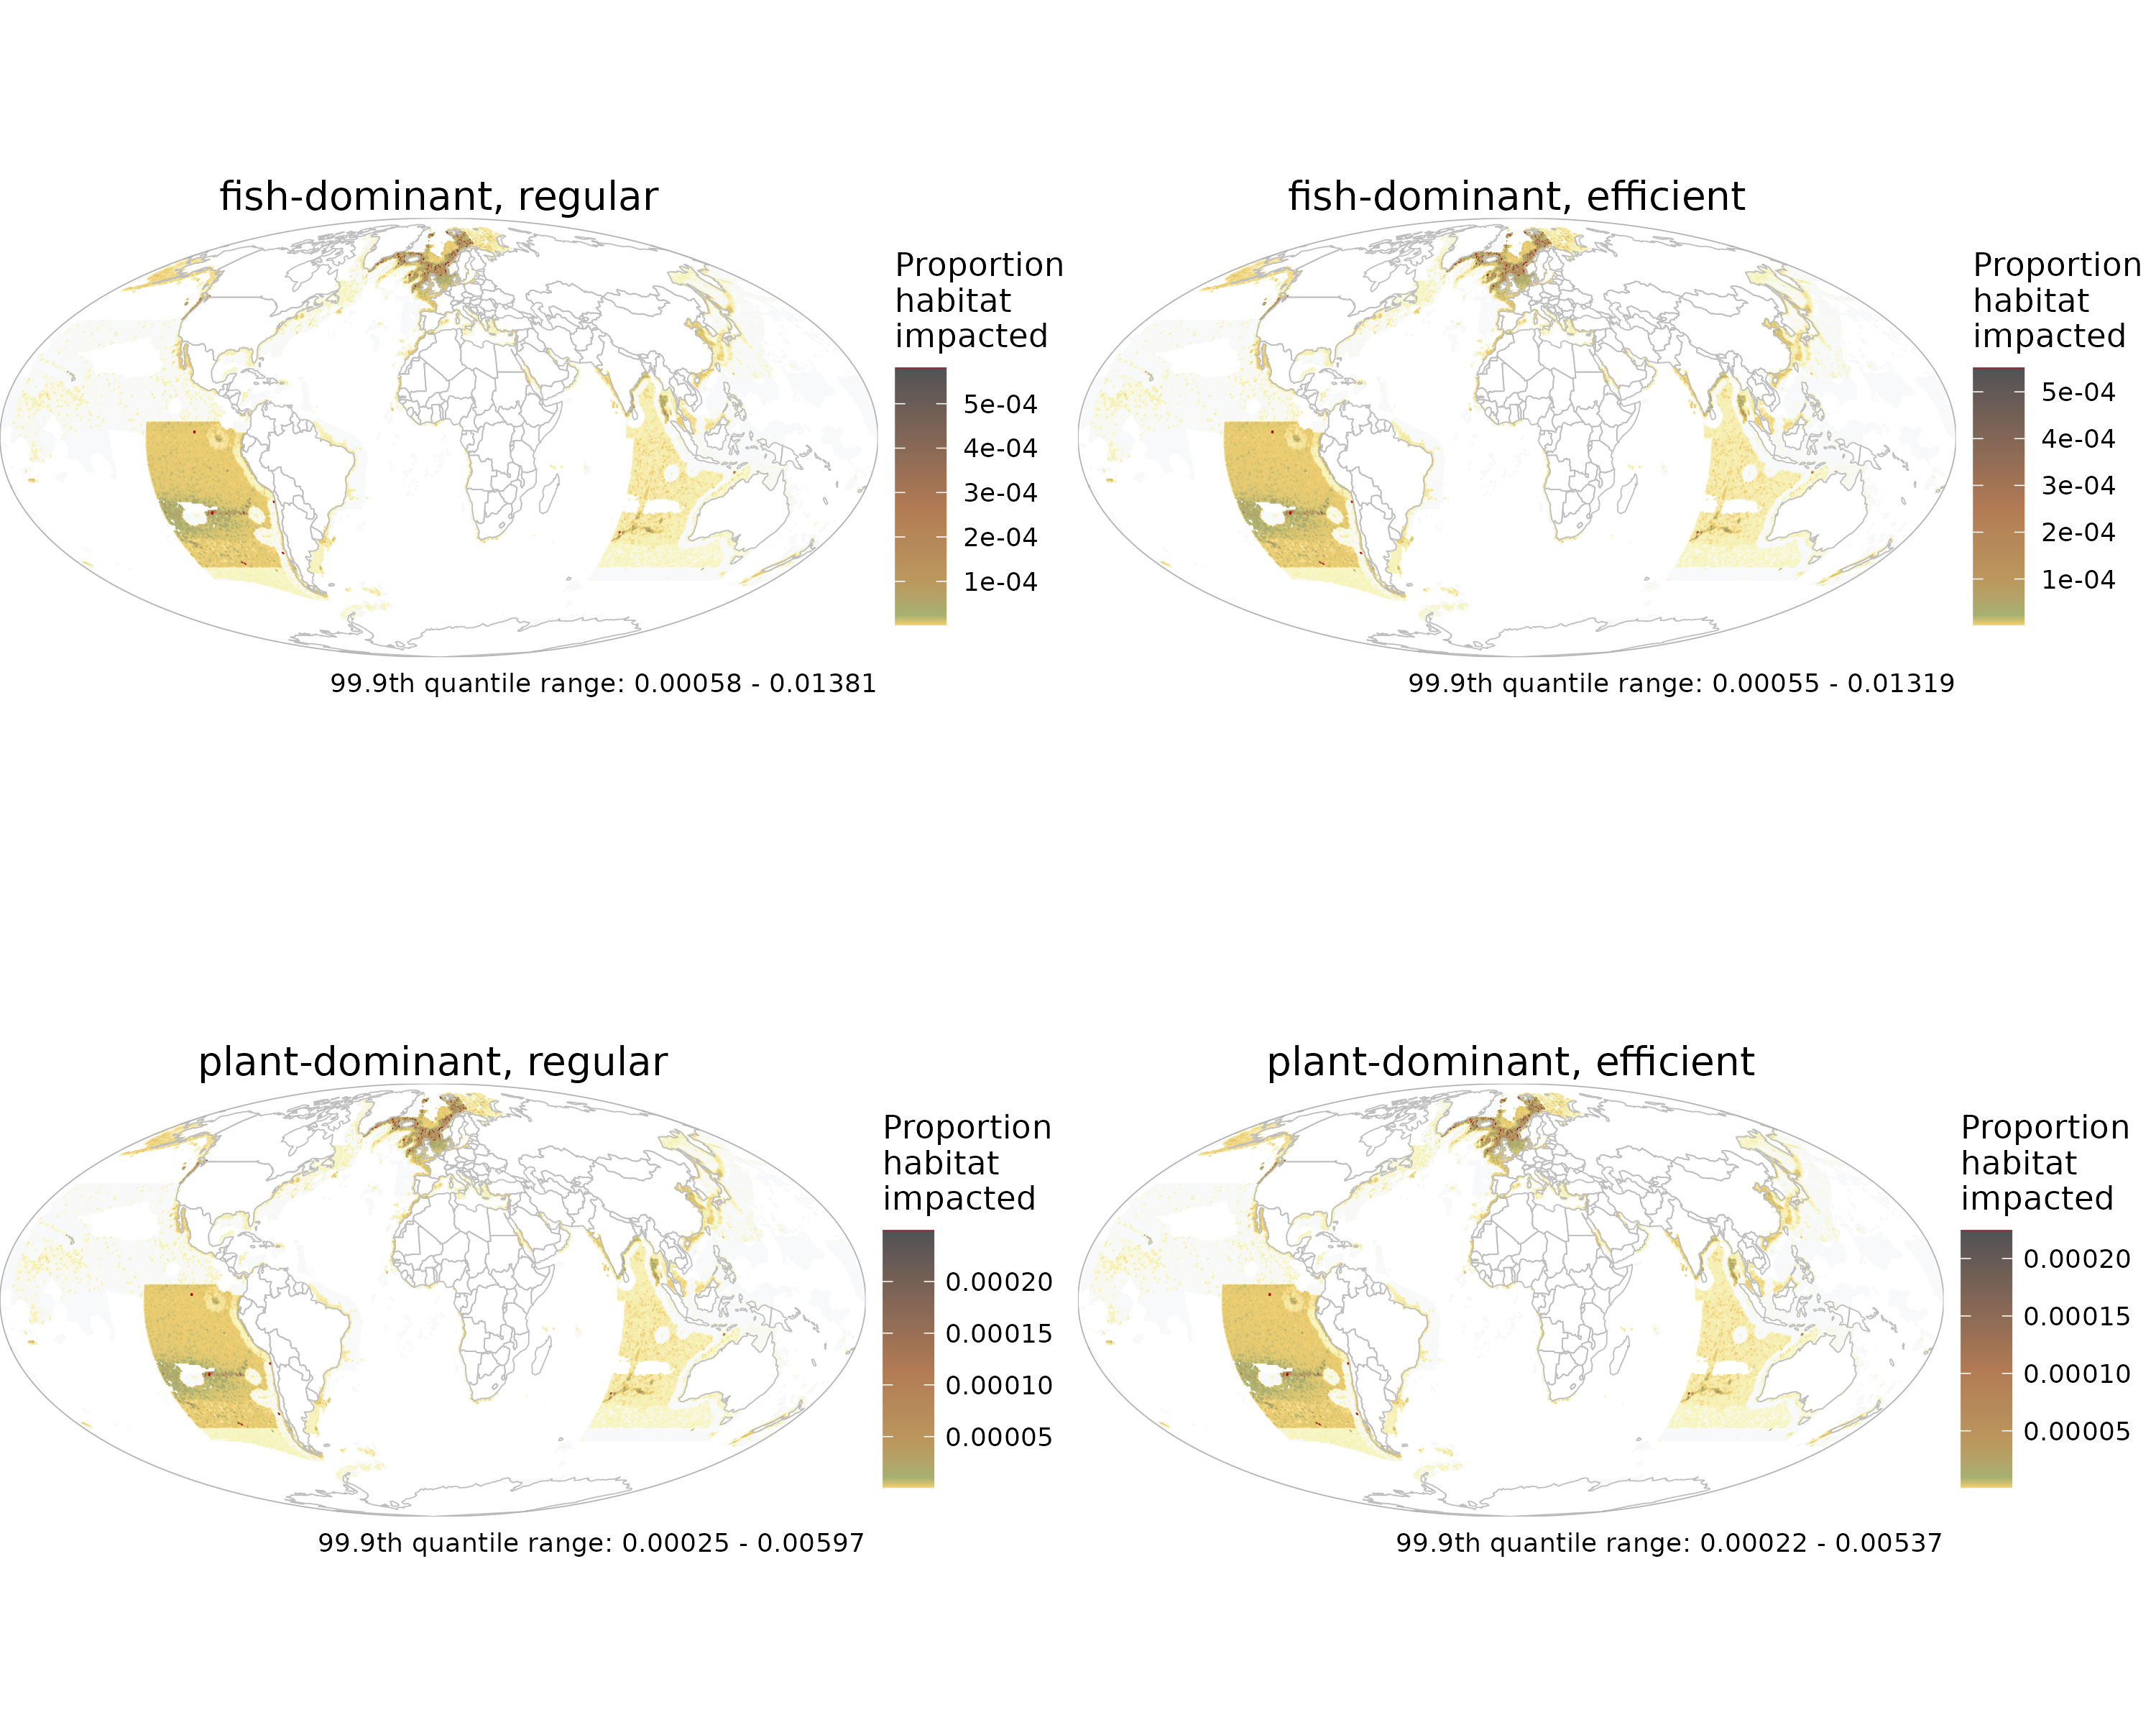 fish-dominant, regular
Proportion
habitat
impacted
5e-04
4e-04
3e-04
2e-04
1e-04
99.9th quantile range: 0.00058 - 0.01381
fish-dominant, efficient
Proportion
habitat
impacted
5e-04
4e-04
3e-04
2e-04
1e-04
99.9th quantile range: 0.00055 - 0.01319
plant-dominant, regular
Proportion
habitat
impacted
0.00020
0.00015
0.00010
0.00005
99.9th quantile range: 0.00025 - 0.00597
plant-dominant, efficient
Proportion
habitat
impacted
0.00020
0.00015
0.00010
0.00005
99.9th quantile range: 0.00022 - 0.00537